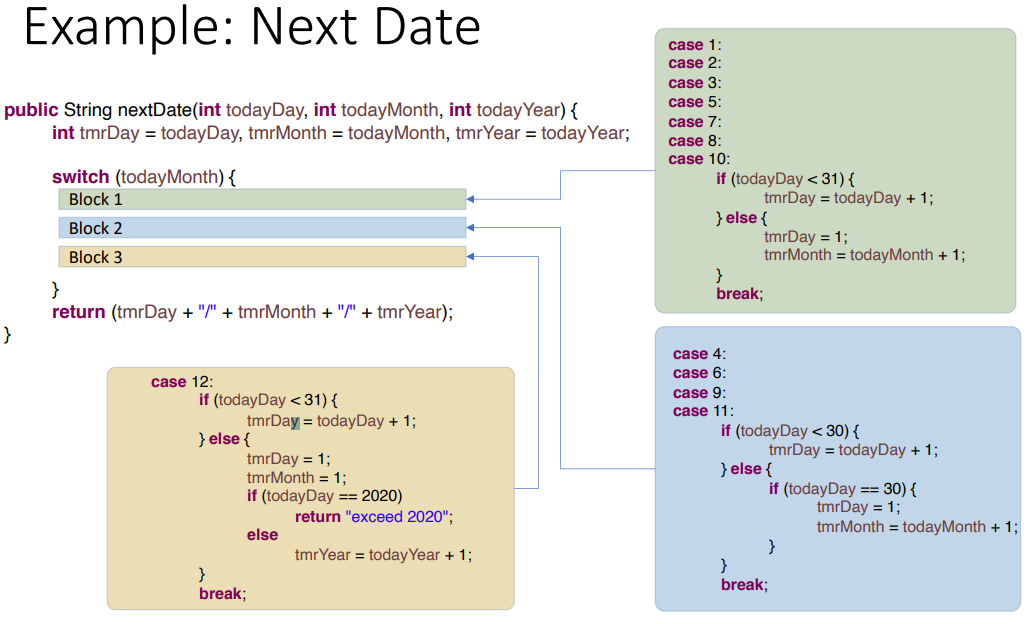 Example: Next Date
public String nextDate(int todayDay, int todayMonth, int todayYear) {
int tmrDay = todayDay, tmrMonth = todayMonth, tmrYear = todayYear;
switch (todayMonth) {
Block 1
Block 2
Block 3
}
return (tmrDay + "/" + tmrMonth + "/" + tmrYear);
}
case 1:
case 2:
case 3:
case 5:
case 7:
case 8:
case 10:
if (todayDay < 31) {
tmrDay = todayDay + 1;
} else {
tmrDay = 1;
tmrMonth = todayMonth + 1;
}
break;
case 4:
case 6:
case 9:
case 11:
if (todayDay < 30) {
tmrDay = todayDay + 1;
} else {
if (todayDay == 30) {
tmrDay = 1;
tmrMonth = todayMonth + 1;
}
}
break;
case 12:
if (todayDay < 31) {
tmrDay = todayDay + 1;
} else {
tmrDay = 1;
tmrMonth = 1;
if (todayDay == 2020)
return "exceed 2020";
else
tmrYear = todayYear + 1;
}
break;